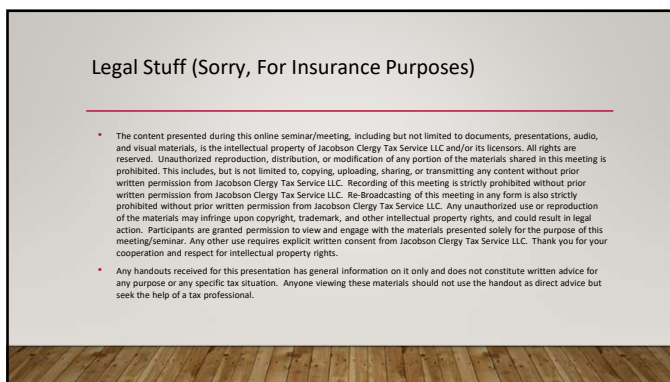 Legal Stuff (Sorry, For Insurance Purposes)
▪ The content presented during this online seminar/meeting, including but not limited to documents, presentations, audio,
and visual materials, is the intellectual property of Jacobson Clergy Tax Service LLC and/or its licensors. All rights are
reserved. Unauthorized reproduction, distribution, or modification of any portion of the materials shared in this meeting is
prohibited. This includes, but is not limited to, copying, uploading, sharing, or transmitting any content without prior
written permission from Jacobson Clergy Tax Service LLC. Recording of this meeting is strictly prohibited without prior
written permission from Jacobson Clergy Tax Service LLC. Re-Broadcasting of this meeting in any form is also strictly
prohibited without prior written permission from Jacobson Clergy Tax Service LLC. Any unauthorized use or reproduction
of the materials may infringe upon copyright, trademark, and other intellectual property rights, and could result in legal
action. Participants are granted permission to view and engage with the materials presented solely for the purpose of this
meeting/seminar. Any other use requires explicit written consent from Jacobson Clergy Tax Service LLC. Thank you for your
cooperation and respect for intellectual property rights.
▪ Any handouts received for this presentation has general information on it only and does not constitute written advice for
any purpose or any specific tax situation. Anyone viewing these materials should not use the handout as direct advice but
seek the help of a tax professional.